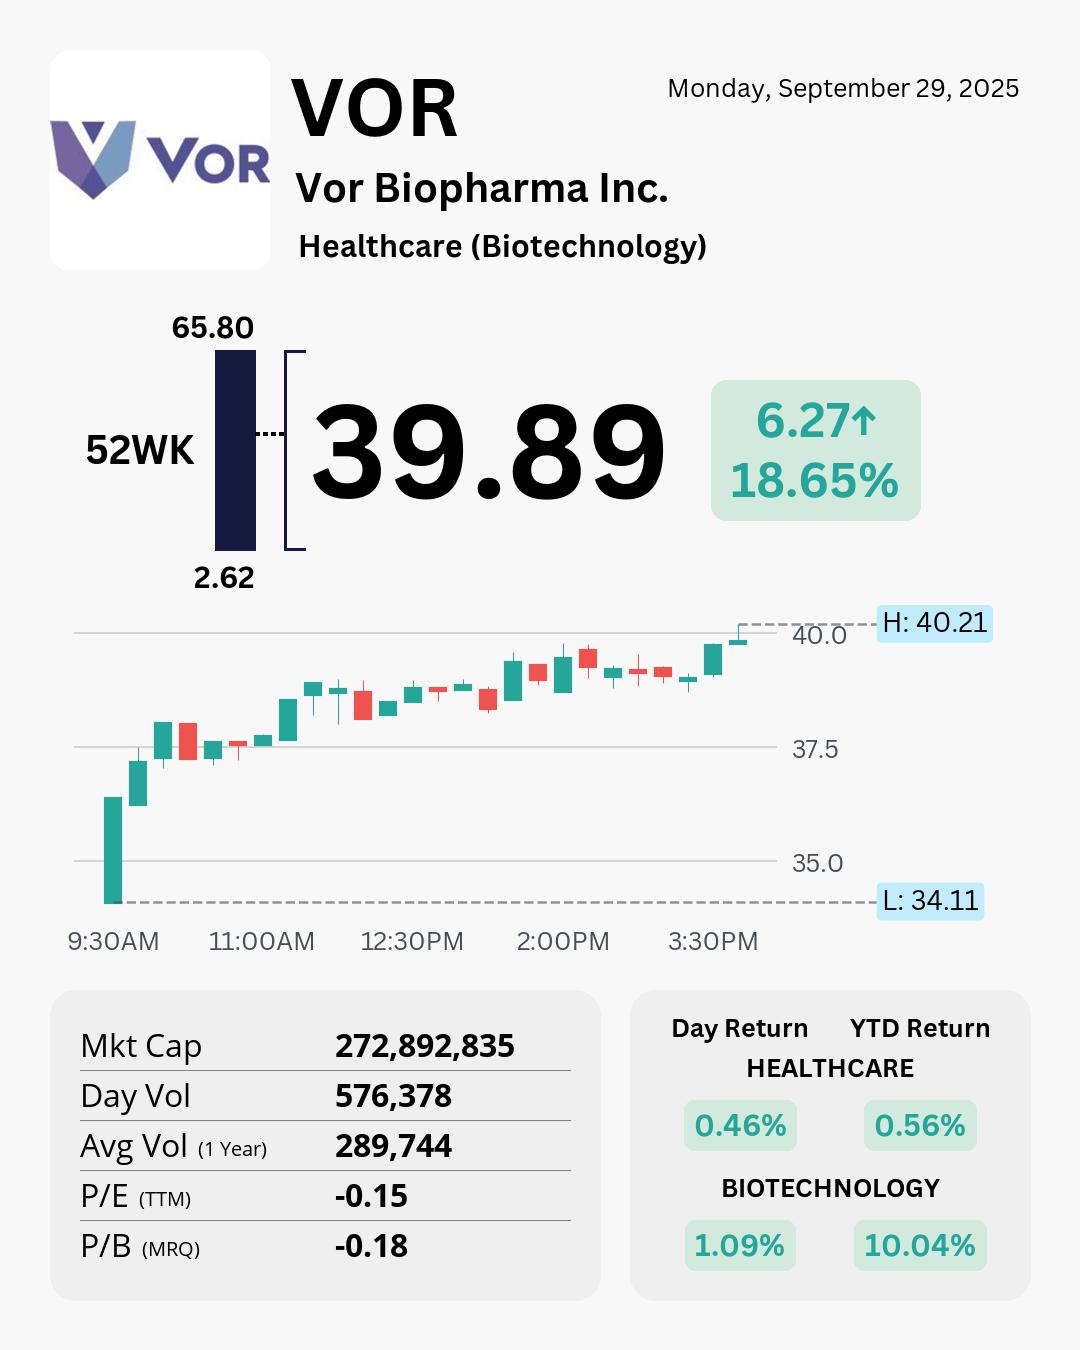 VOR
VOR
Monday, September 29, 2025
Vor Biopharma Inc.
Healthcare (Biotechnology)
65.80
52WK
2.62
39.89
6.27↑
18.65%
H: 40.21
40.0
37.5
35.0
L: 34.11
9:30AM 11:00AM 12:30PM 2:00PM 3:30PM
Mkt Cap 272,892,835
Day Vol 576,378
Avg Vol (1 Year) 289,744
P/E (TTM) -0.15
P/B (MRQ) -0.18
Day Return YTD Return
HEALTHCARE
0.46% 0.56%
BIOTECHNOLOGY
1.09% 10.04%